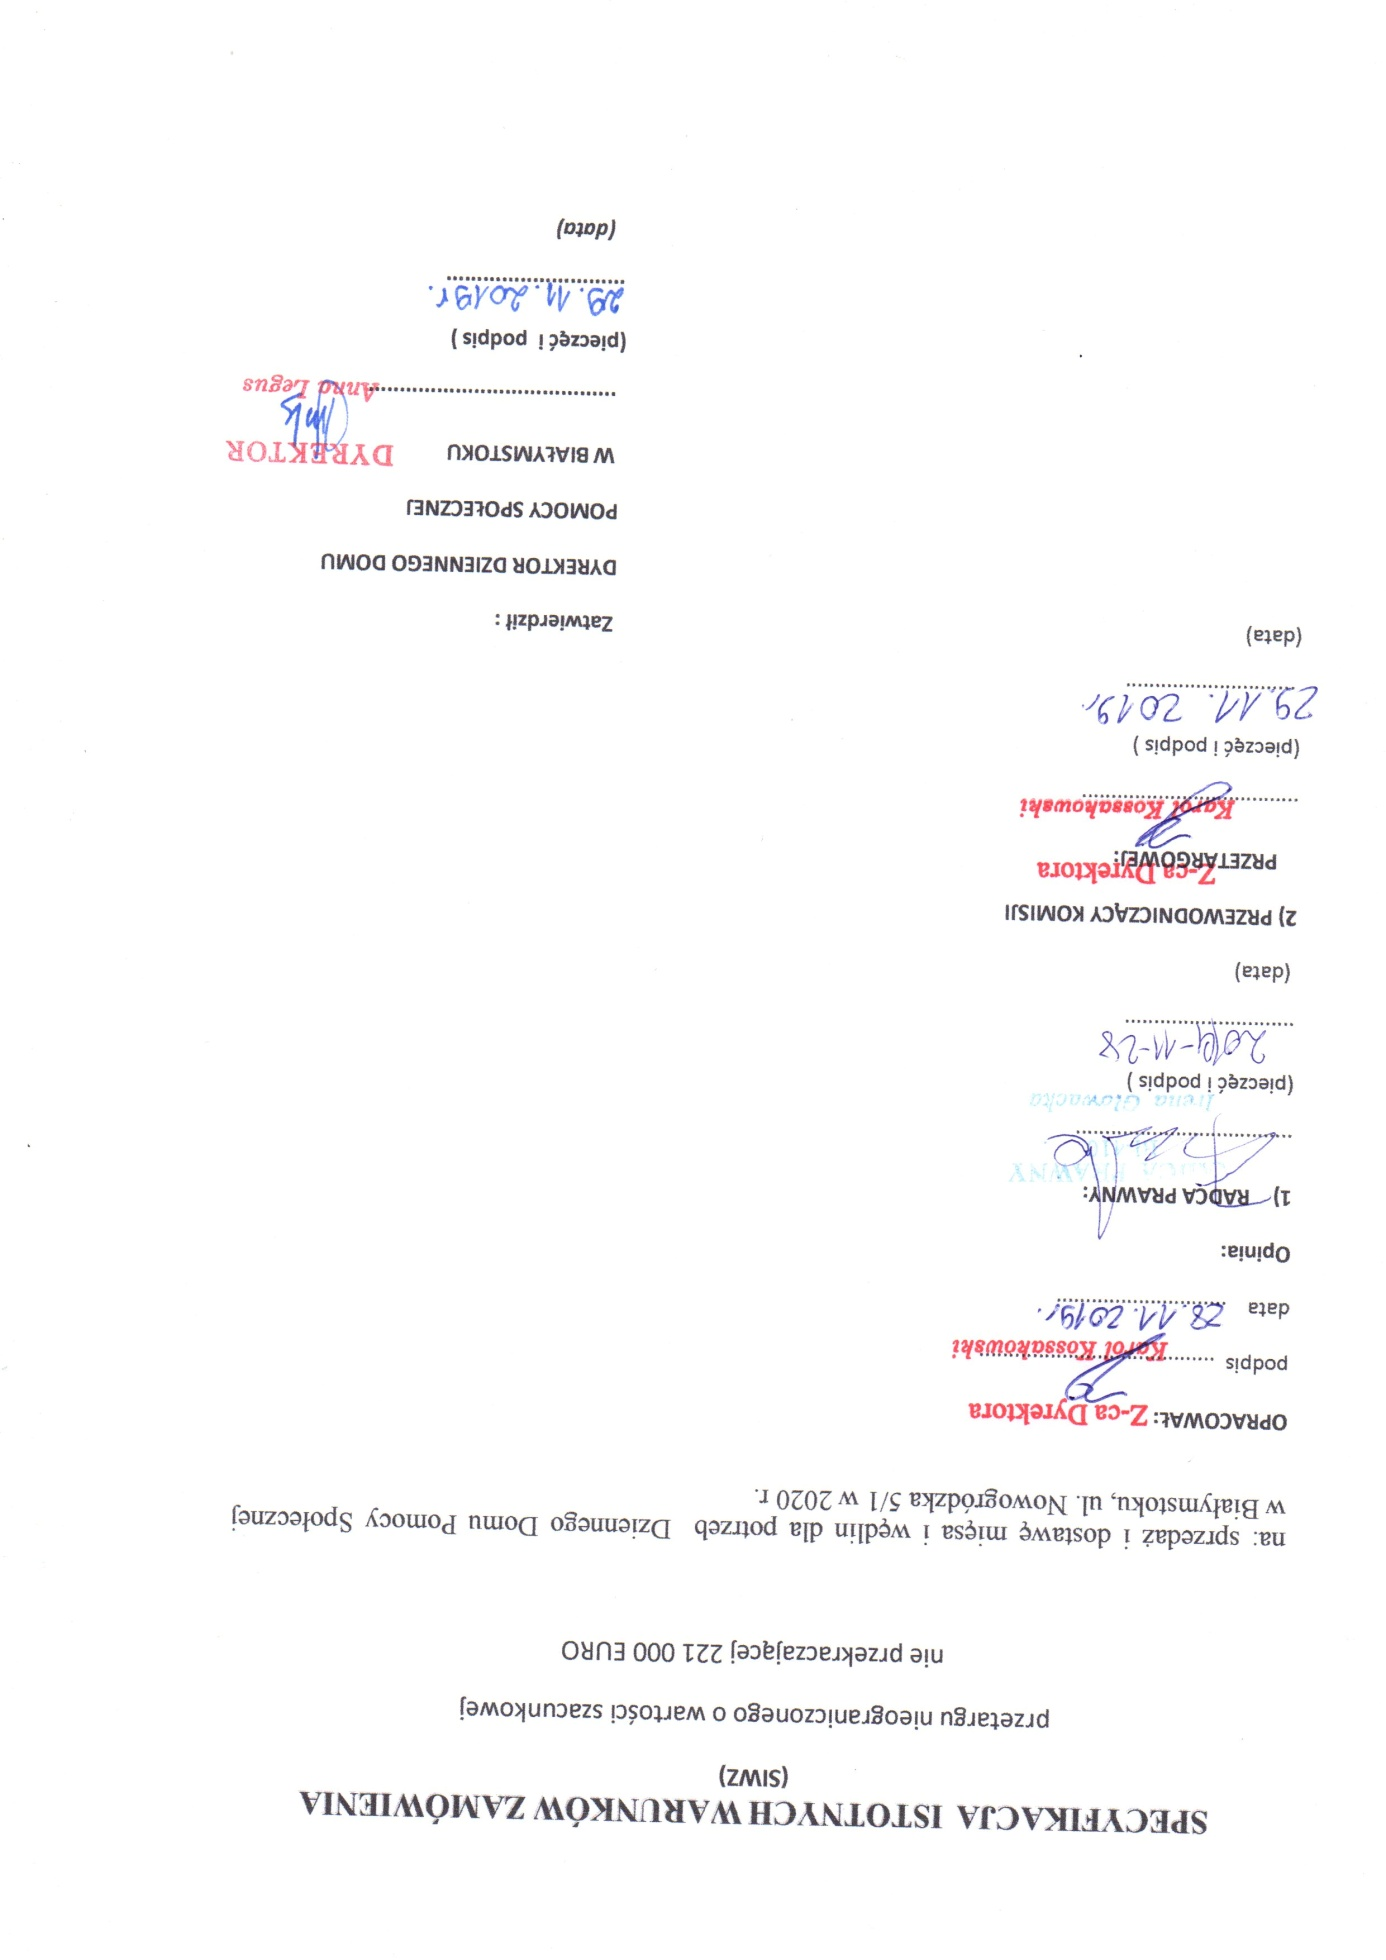 SPECYFIKACJA ISTOTNYCH WARUNKÓW ZAMÓWIENIA
(SIWZ)
przetargu nieograniczonego o wartości szacunkowej
nie przekraczającej 221 000 EURO
na: sprzedaż i dostawę mięsa i wędlin dla potrzeb Dziennego Domu Pomocy Społecznej
w Białymstoku, ul. Nowogródzka 5/1 w 2020 r.
OPRACOWAŁ: Z-ca Dyrektora
podpis ........ Karol Kossakowski
data 28.11.2019r.
Opinia:
1) RADCA PRAWNY:
PRAWNY
Irena Głowacka
(pieczęć i podpis )
2019-11-28
(data)
2) PRZEWODNICZĄCY KOMISJI
PRZETARGOWEJ:
Z-ca Dyrektora
Karol Kossakowski
(pieczęć i podpis )
29.11.2019r.
(data)
Zatwierdził :
DYREKTOR DZIENNEGO DOMU
POMOCY SPOŁECZNEJ
W BIAŁYMSTOKU DYREKTOR
Anna Legus
(pieczęć i podpis )
29.11.2019 r.
(data)